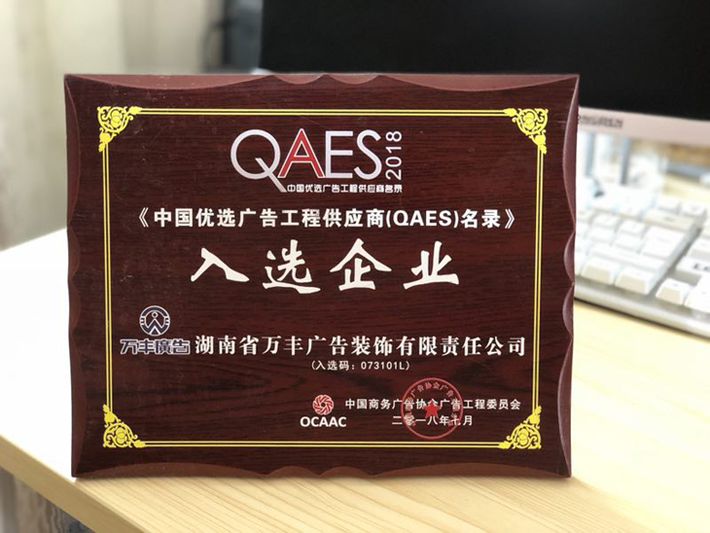 QAES 2018
中国优选广告工程供应商名录
《中国优选广告工程供应商(QAES)名录》
入选企业
万丰廣告 湖南省万丰广告装饰有限责任公司
(入选码：073101L)
OCAAC 中国商务广告协会广告工程委员会
二零一八年七月